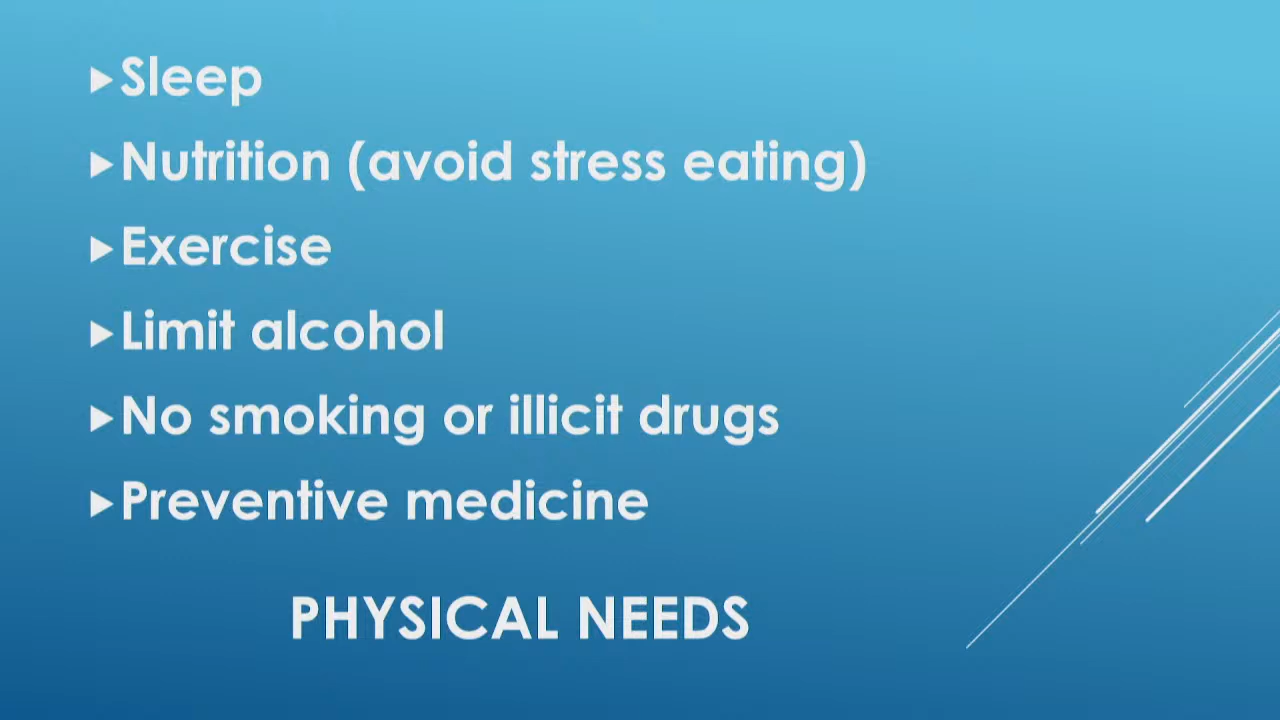 Sleep
Nutrition (avoid stress eating)
Exercise
Limit alcohol
No smoking or illicit drugs
Preventive medicine
PHYSICAL NEEDS